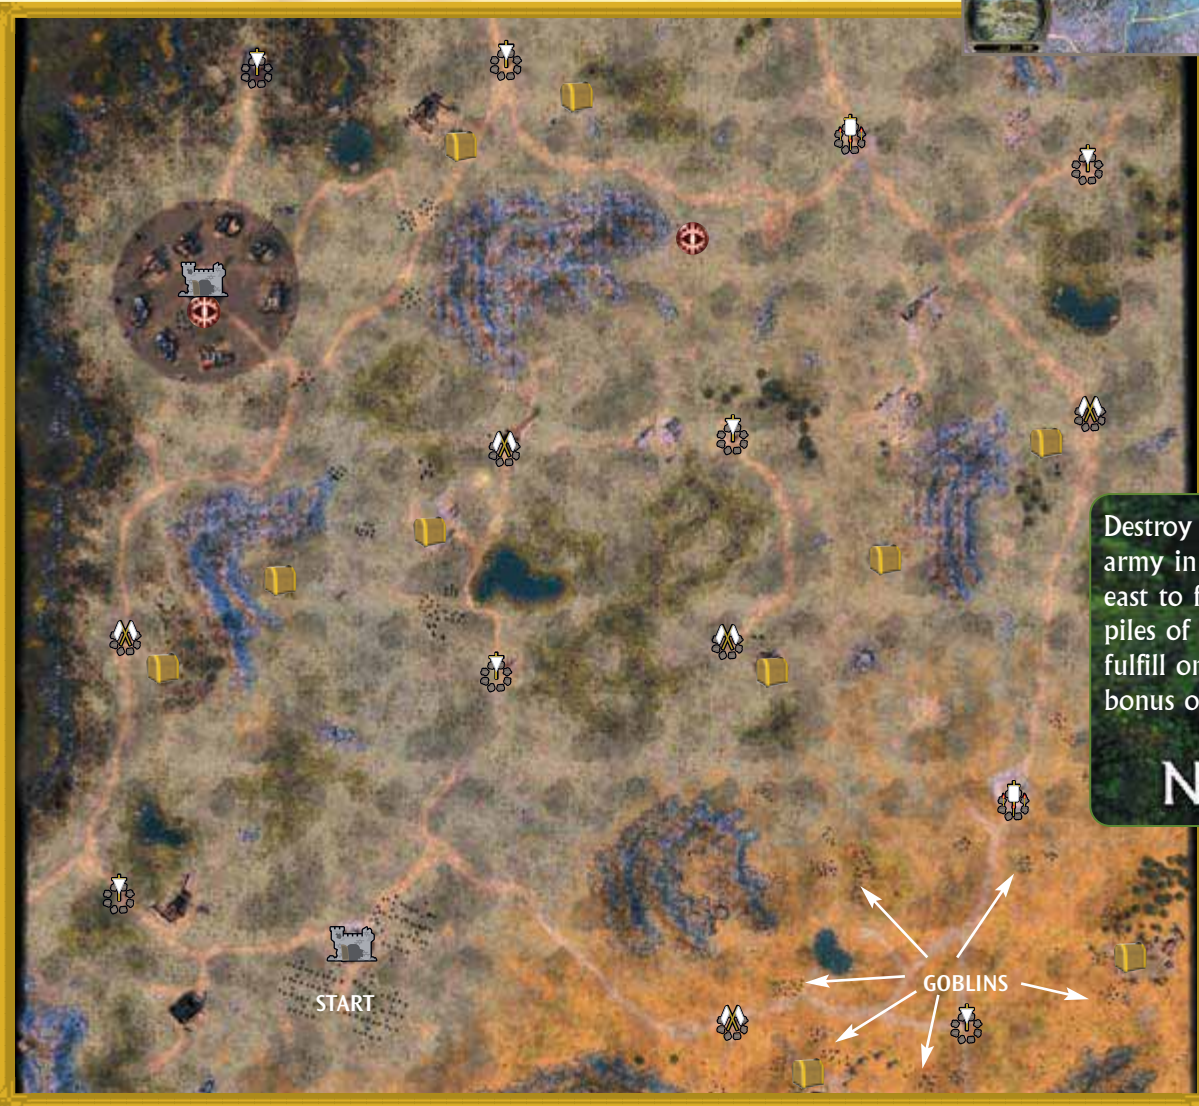 Destroy
army in
east to
piles of
fulfill
bonus
GOBLINS
START
N